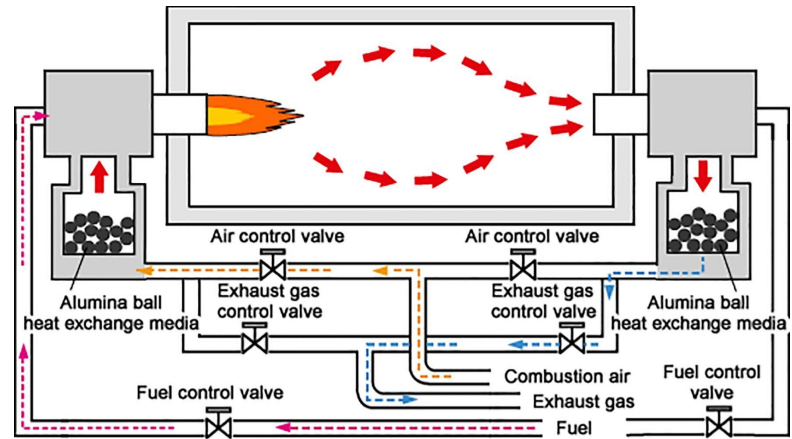 Air control valve
Air control valve
Alumina ball
heat exchange media
Exhaust gas
control valve
Exhaust gas
control valve
Alumina ball
heat exchange media
Combustion air
Fuel control valve
Fuel control
valve
Exhaust gas
Fuel